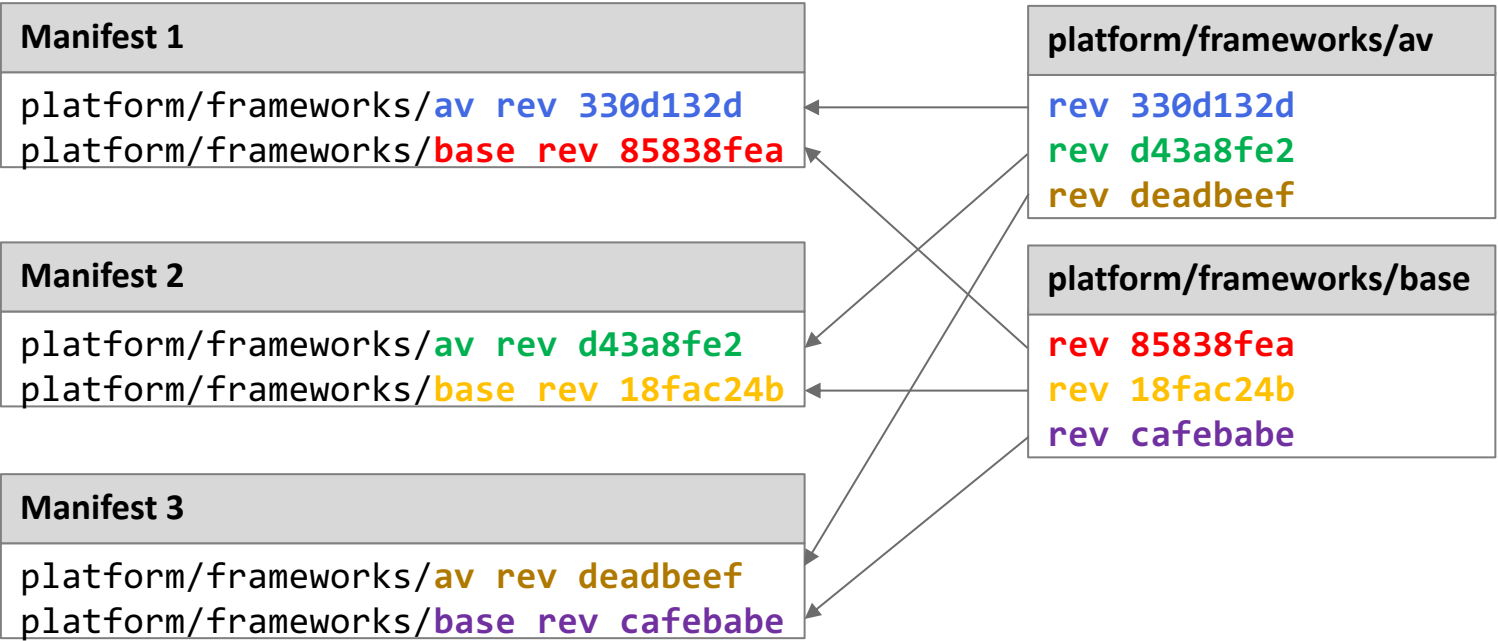 Manifest 1
platform/frameworks/av rev 330d132d
platform/frameworks/base rev 85838fea
Manifest 2
platform/frameworks/av rev d43a8fe2
platform/frameworks/base rev 18fac24b
Manifest 3
platform/frameworks/av rev deadbeef
platform/frameworks/base rev cafebabe
platform/frameworks/av
rev 330d132d
rev d43a8fe2
rev deadbeef
platform/frameworks/base
rev 85838fea
rev 18fac24b
rev cafebabe